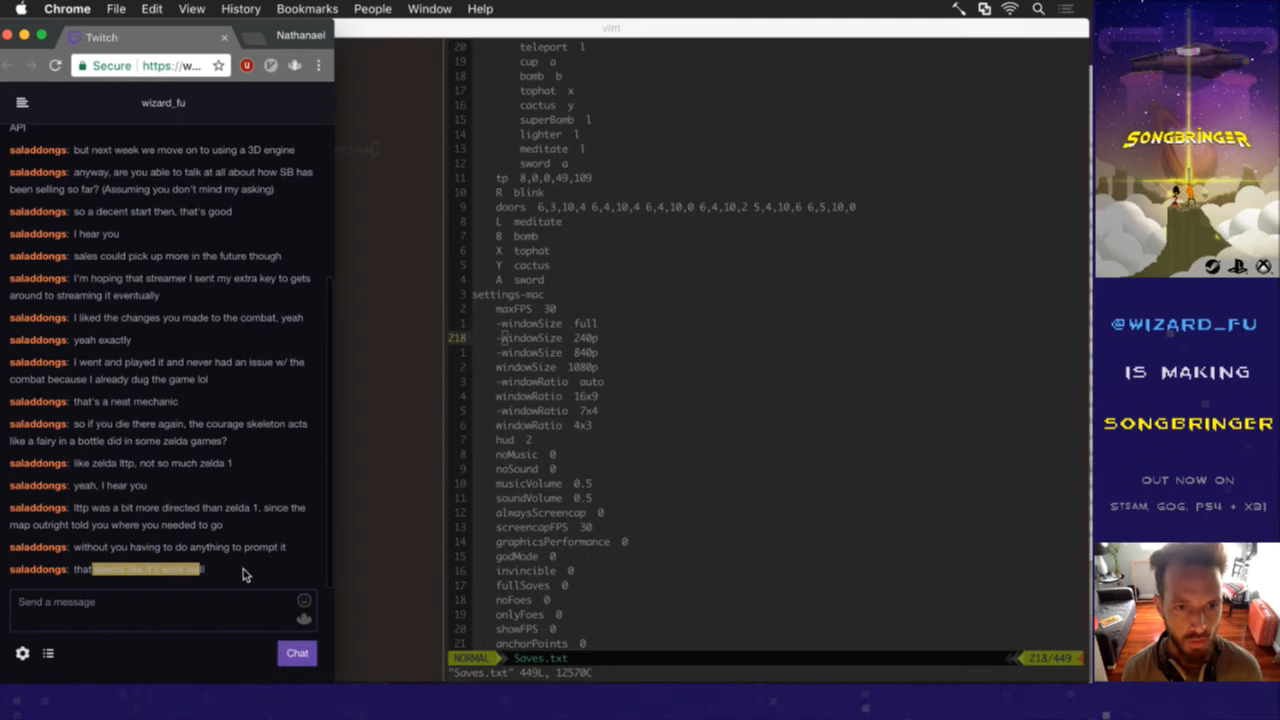 Chrome File Edit View History Bookmarks People Window Help
Twitch
Nathanael
Secure https://w...
wizard_fu
API
saladdongs: but next week we move on to using a 3D engine
saladdongs: anyway, are you able to talk at all about how SB has
been selling so far? (Assuming you don't mind my asking)
saladdongs: so a decent start then, that's good
saladdongs: I hear you
saladdongs: sales could pick up more in the future though
saladdongs: I'm hoping that streamer I sent my extra key to gets
around to streaming it eventually
saladdongs: I liked the changes you made to the combat, yeah
saladdongs: yeah exactly
saladdongs: I went and played it and never had an issue w/ the
combat because I already dug the game lol
saladdongs: that's a neat mechanic
saladdongs: so if you die there again, the courage skeleton acts
like a fairy in a bottle did in some zelda games?
saladdongs: like zelda lttp, not so much zelda 1
saladdongs: yeah, I hear you
saladdongs: lttp was a bit more directed than zelda 1. since the
map outright told you where you needed to go
saladdongs: without you having to do anything to prompt it
saladdongs: that seems like it'll work well
Send a message
Chat
vim
20 teleport l
19 cup a
18 bomb b
17 tophat x
16 cactus y
15 superBomb l
14 lighter l
13 meditate l
12 sword a
11 tp 8,0,0,49,109
10 R blink
9 doors 6,3,10,4 6,4,10,4 6,4,10,0 6,4,10,2 5,4,10,6 6,5,10,0
8 L meditate
7 B bomb
6 X tophat
5 Y cactus
4 A sword
3 settings-mac
2 maxFPS 30
1 -windowSize full
218 -windowSize 240p
1 -windowSize 840p
2 windowSize 1080p
3 -windowRatio auto
4 windowRatio 16x9
5 -windowRatio 7x4
6 windowRatio 4x3
7 hud 2
8 noMusic 0
9 noSound 0
10 musicVolume 0.5
11 soundVolume 0.5
12 alwaysScreencap 0
13 screencapFPS 30
14 graphicsPerformance 0
15 godMode 0
16 invincible 0
17 fullSaves 0
18 noFoes 0
19 onlyFoes 0
20 showFPS 0
21 anchorPoints 0
NORMAL Saves.txt 218/449
"Saves.txt" 449L, 12570C
SONGBRINGER
@WIZARD_FU
IS MAKING
SONGBRINGER
OUT NOW ON
STEAM, GOG, PS4 + XB1